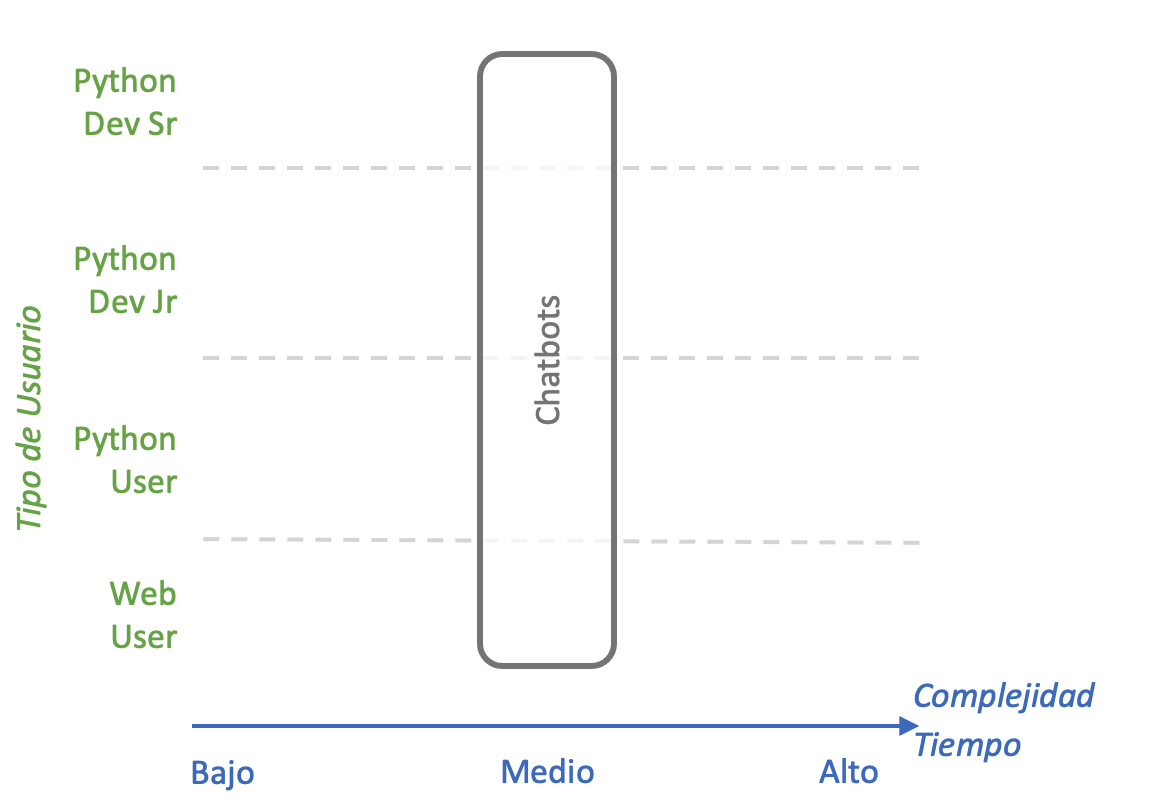 Python
Dev Sr
Python
Dev Jr
Tipo de Usuario
Chatbots
Python
User
Web
User
Complejidad
Tiempo
Bajo
Medio
Alto